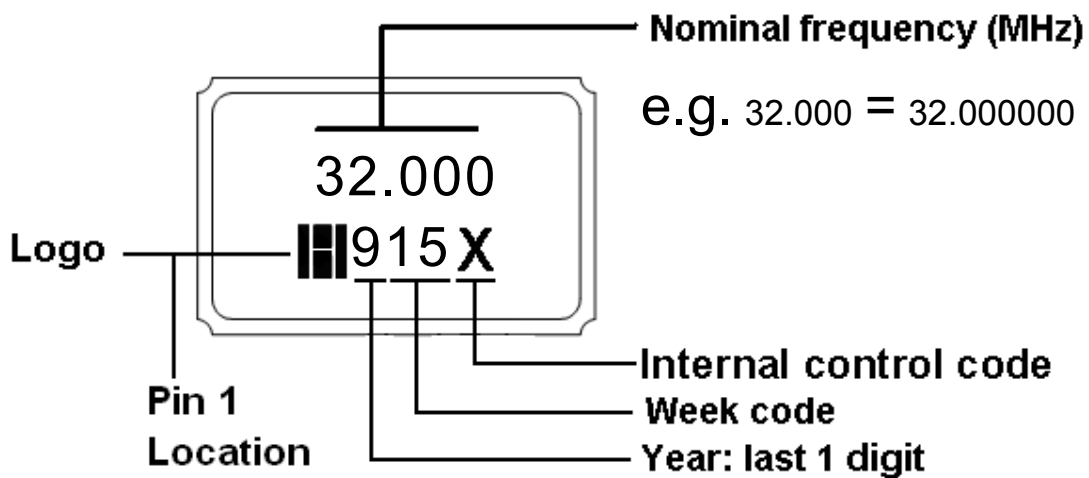 Nominal frequency (MHz)
e.g. 32.000 = 32.000000
32.000
Logo
915 X
Internal control code
Pin 1
Location
Week code
Year: last 1 digit